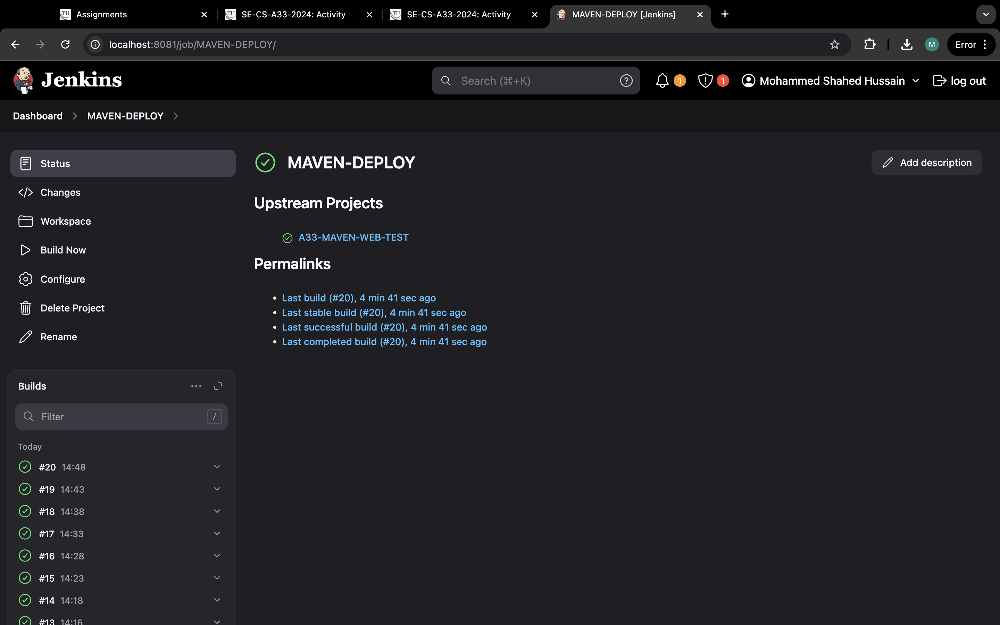 Assignments
SE-CS-A33-2024: Activity
SE-CS-A33-2024: Activity
MAVEN-DEPLOY [Jenkins]
localhost:8081/job/MAVEN-DEPLOY/
M
Error
Jenkins
Search (⌘+K)
1
1
Mohammed Shahed Hussain
log out
Dashboard
MAVEN-DEPLOY
Status
Changes
Workspace
Build Now
Configure
Delete Project
Rename
MAVEN-DEPLOY
Add description
Upstream Projects
A33-MAVEN-WEB-TEST
Permalinks
Last build (#20), 4 min 41 sec ago
Last stable build (#20), 4 min 41 sec ago
Last successful build (#20), 4 min 41 sec ago
Last completed build (#20), 4 min 41 sec ago
Builds
Filter /
Today
#20 14:48
#19 14:43
#18 14:38
#17 14:33
#16 14:28
#15 14:23
#14 14:18
#13 14:16